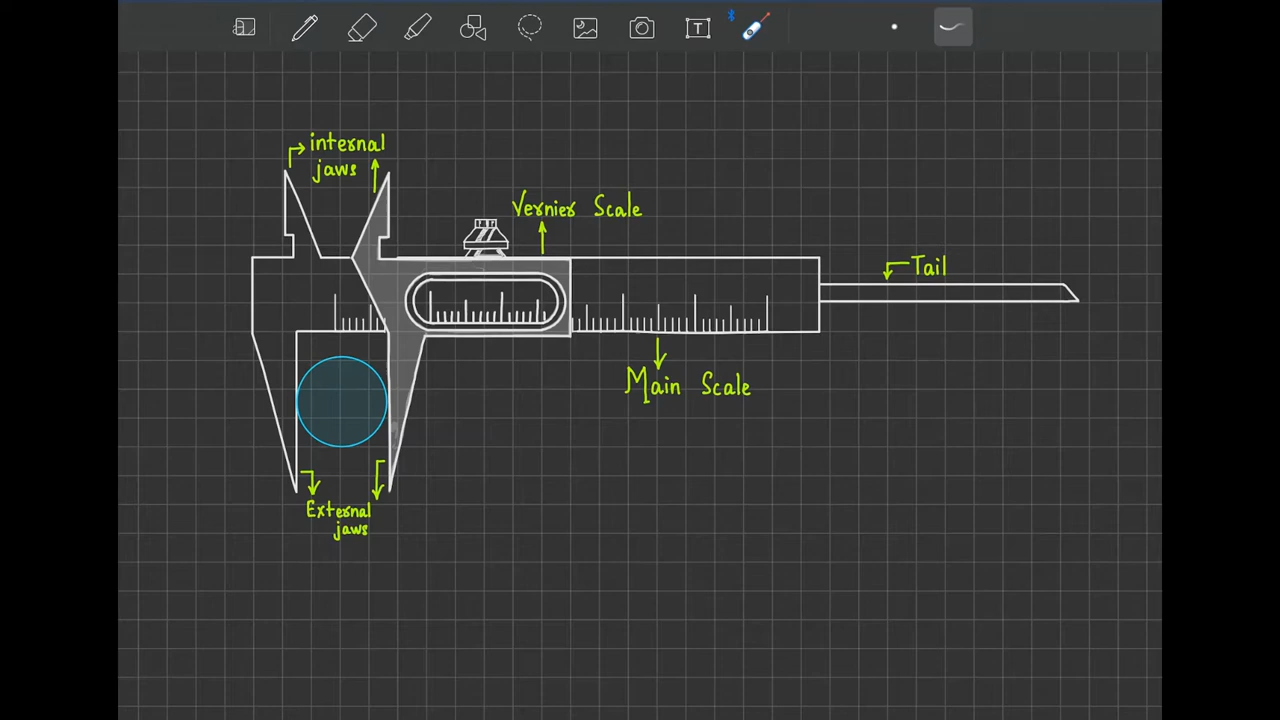 T
internal
jaws
Vernier Scale
Tail
Main Scale
External
jaws